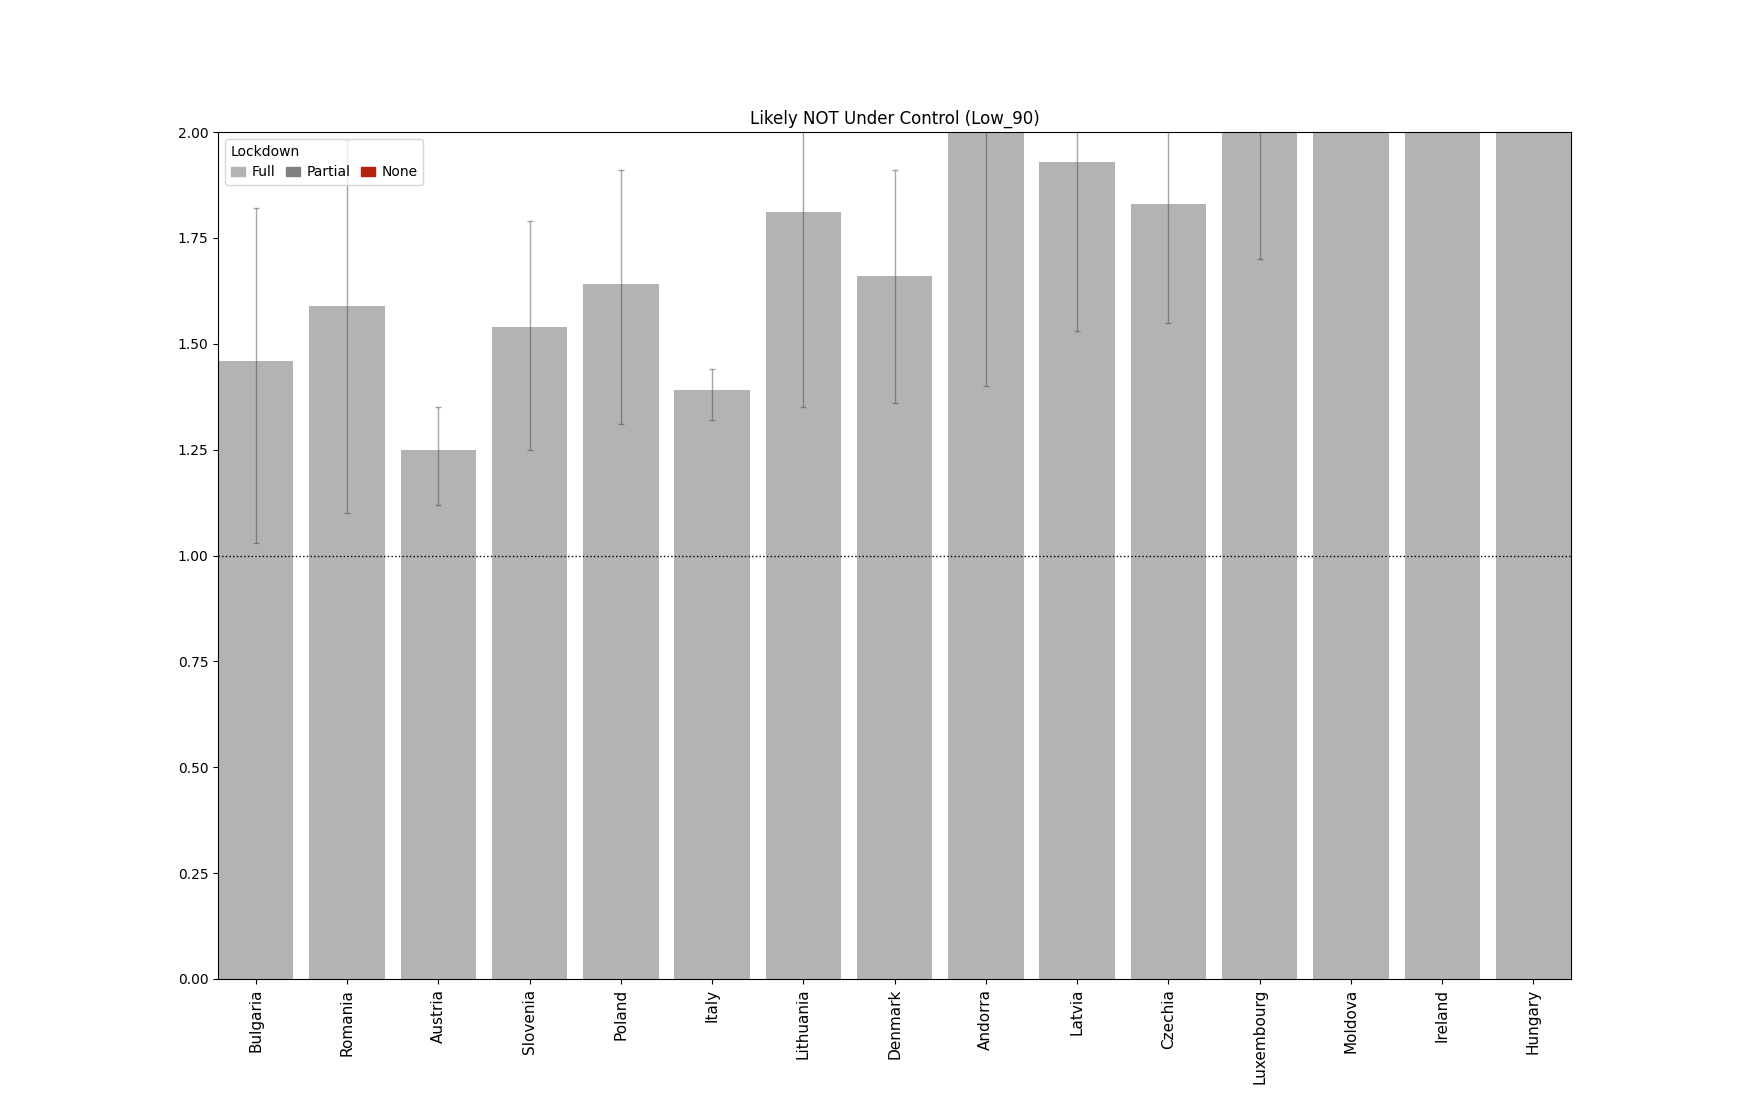 Likely NOT Under Control (Low_90)
Lockdown
Full Partial None
2.00
1.75
1.50
1.25
1.00
0.75
0.50
0.25
0.00
Bulgaria
Romania
Austria
Slovenia
Poland
Italy
Lithuania
Denmark
Andorra
Latvia
Czechia
Luxembourg
Moldova
Ireland
Hungary